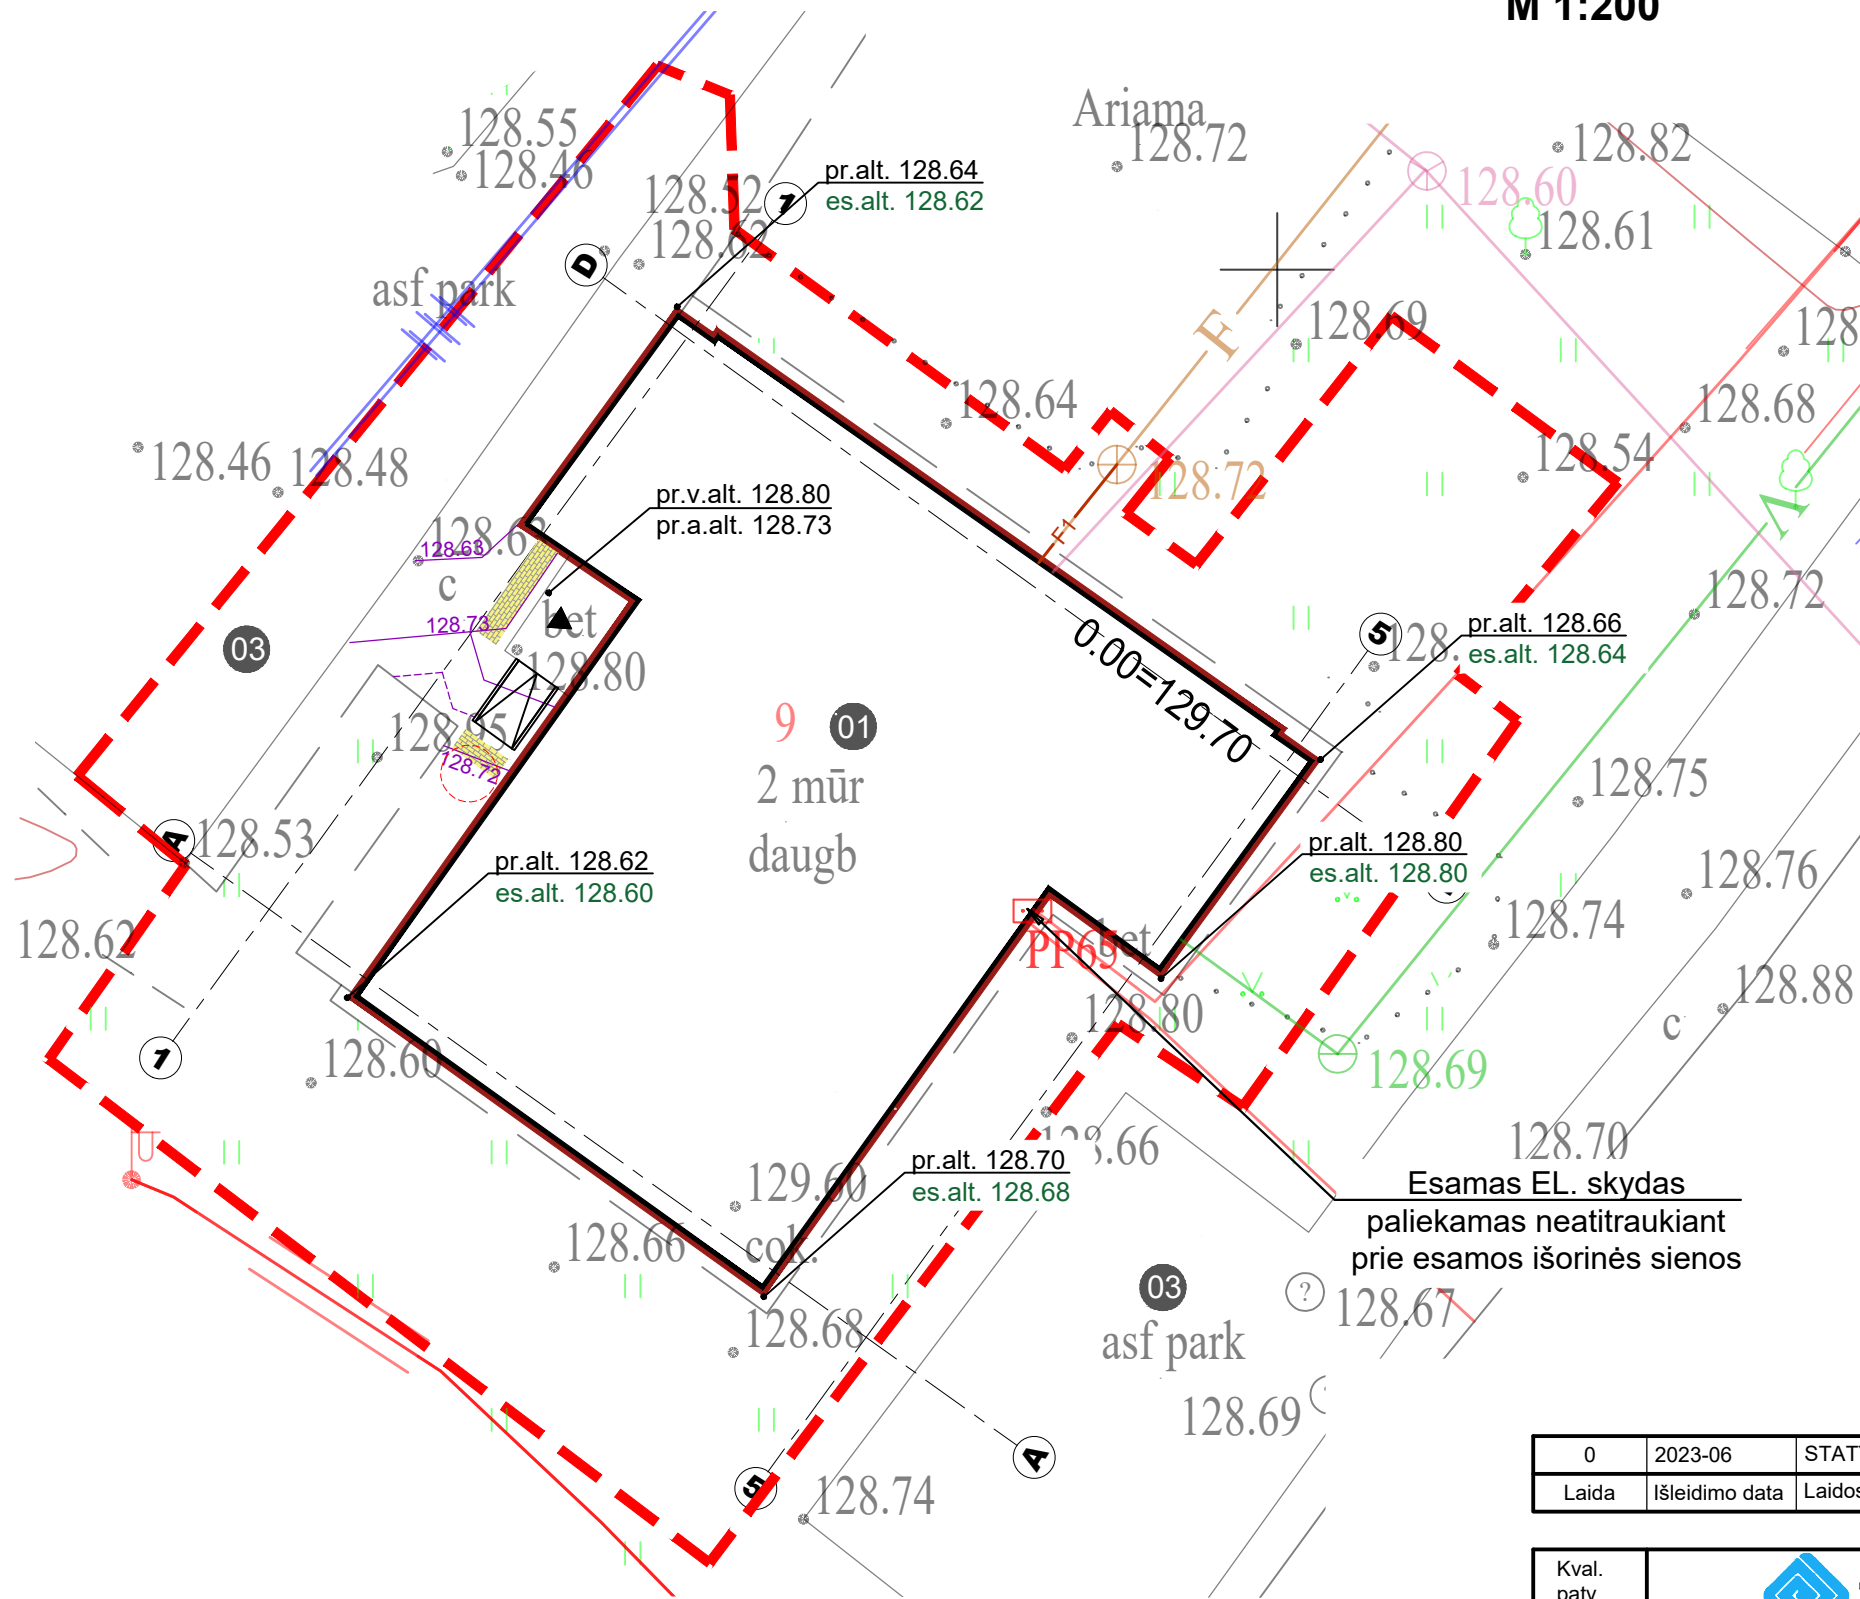 M 1:200
Ariama
128.72
128.82
128.55
128.46
128.60
128.61
128.52
128.62
1
pr.alt. 128.64
es.alt. 128.62
D
asf park
F
128.69
128.64
128.68
128.54
128.46
128.48
128.72
pr.v.alt. 128.80
pr.a.alt. 128.73
F1
V
128.63
c
128.73
bet
128.80
03
128.72
5
pr.alt. 128.66
es.alt. 128.64
0.00=129.70
9
01
2 mūr
daugb
128.95
128.72
128.75
A
128.53
pr.alt. 128.62
es.alt. 128.60
pr.alt. 128.80
es.alt. 128.80
128.76
128.74
128.62
PP65
bet
128.88
128.80
c
1
128.60
128.69
128.70
128.66
pr.alt. 128.70
es.alt. 128.68
129.60
cok.
128.66
Esamas EL. skydas
paliekamas neatitraukiant
prie esamos išorinės sienos
03
?
128.67
asf park
128.68
128.69
A
5
128.74
0 2023-06
Laida Išleidimo data
Kval.